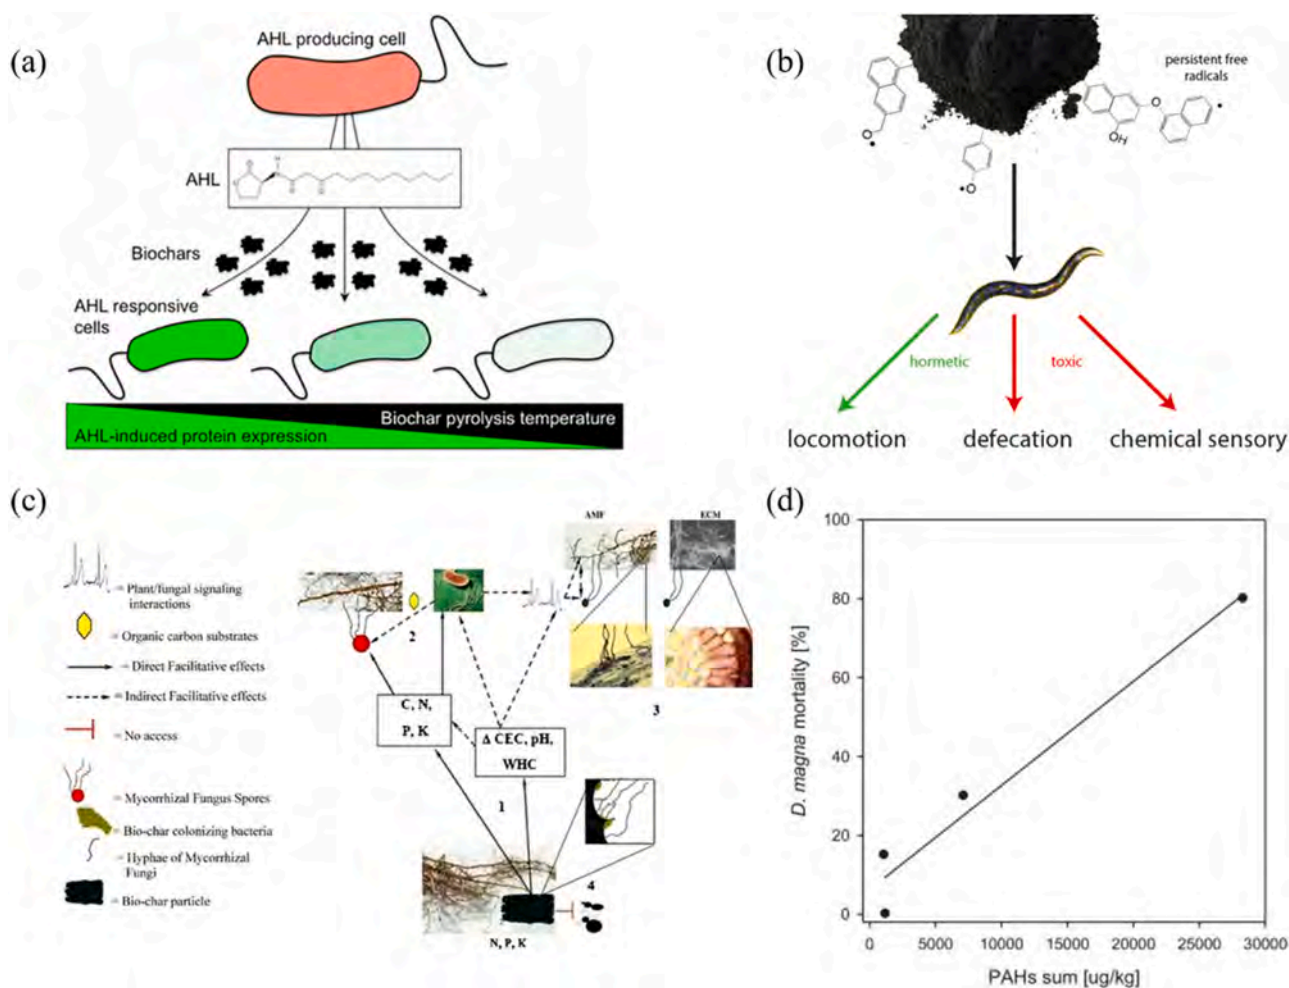 (a)
AHL producing cell
AHL
Biochars
AHL responsive
cells
Biochar pyrolysis temperature
AHL-induced protein expression
(b)
persistent free
radicals
O
O
OH
O
hormetic
toxic
locomotion
defecation
chemical sensory
(c)
= Plant/fungal signaling
interactions
= Organic carbon substrates
= Direct Facilitative effects
= Indirect Facilitative effects
= No access
= Mycorrhizal Fungus Spores
= Bio-char colonizing bacteria
= Hyphae of Mycorrhizal
Fungi
= Bio-char particle
AMF
ECM
2
3
C, N,
P, K
Δ CEC, pH,
WHC
1
4
N, P, K
(d)
D. magna mortality [%]
100
80
60
40
20
0
0
5000
10000
15000
20000
25000
30000
PAHs sum [ug/kg]